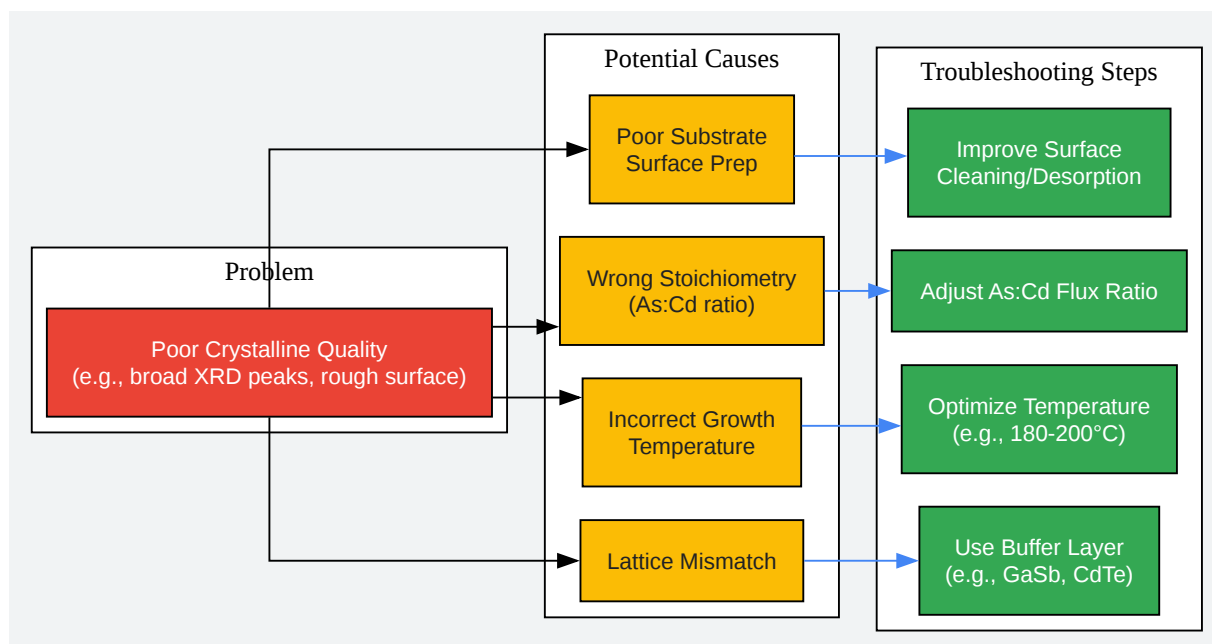 Problem
Poor Crystalline Quality
(e.g., broad XRD peaks, rough surface)
Potential Causes
Poor Substrate
Surface Prep
Wrong Stoichiometry
(As:Cd ratio)
Incorrect Growth
Temperature
Lattice Mismatch
Troubleshooting Steps
Improve Surface
Cleaning/Desorption
Adjust As:Cd Flux Ratio
Optimize Temperature
(e.g., 180-200°C)
Use Buffer Layer
(e.g., GaSb, CdTe)